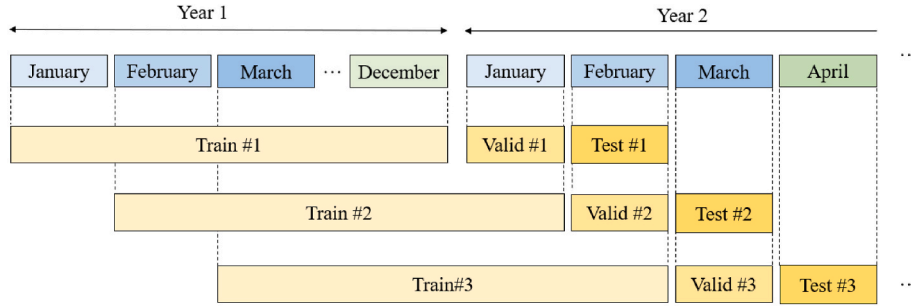 Year 1 Year 2
January February March ... December January February March April ...
Train #1 Valid #1 Test #1
Train #2 Valid #2 Test #2
Train#3 Valid #3 Test #3 ...